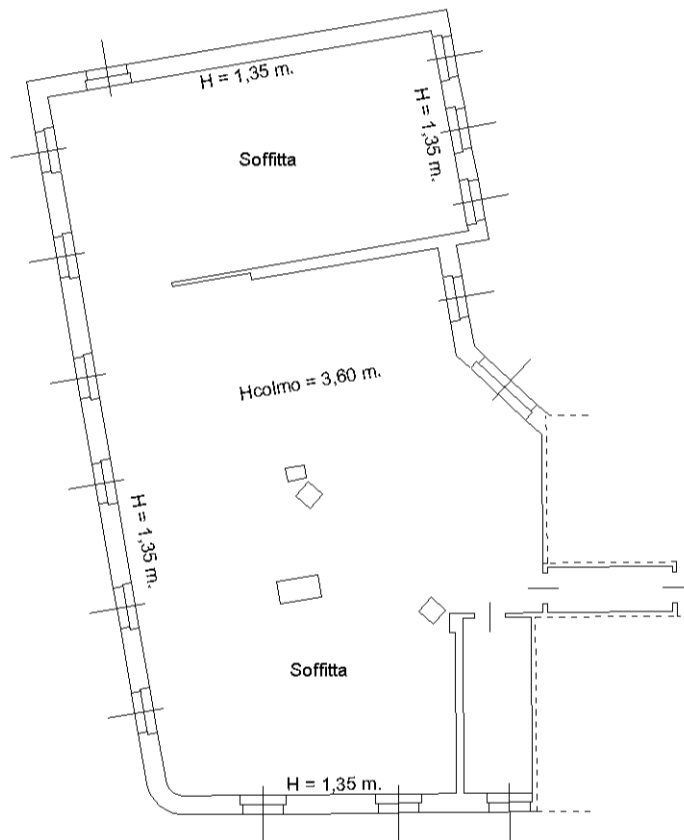 H = 1,35 m.
H = 1,35 m.
Soffitta
Hcolmo = 3,60 m.
H = 1,35 m.
Soffitta
H = 1,35 m.